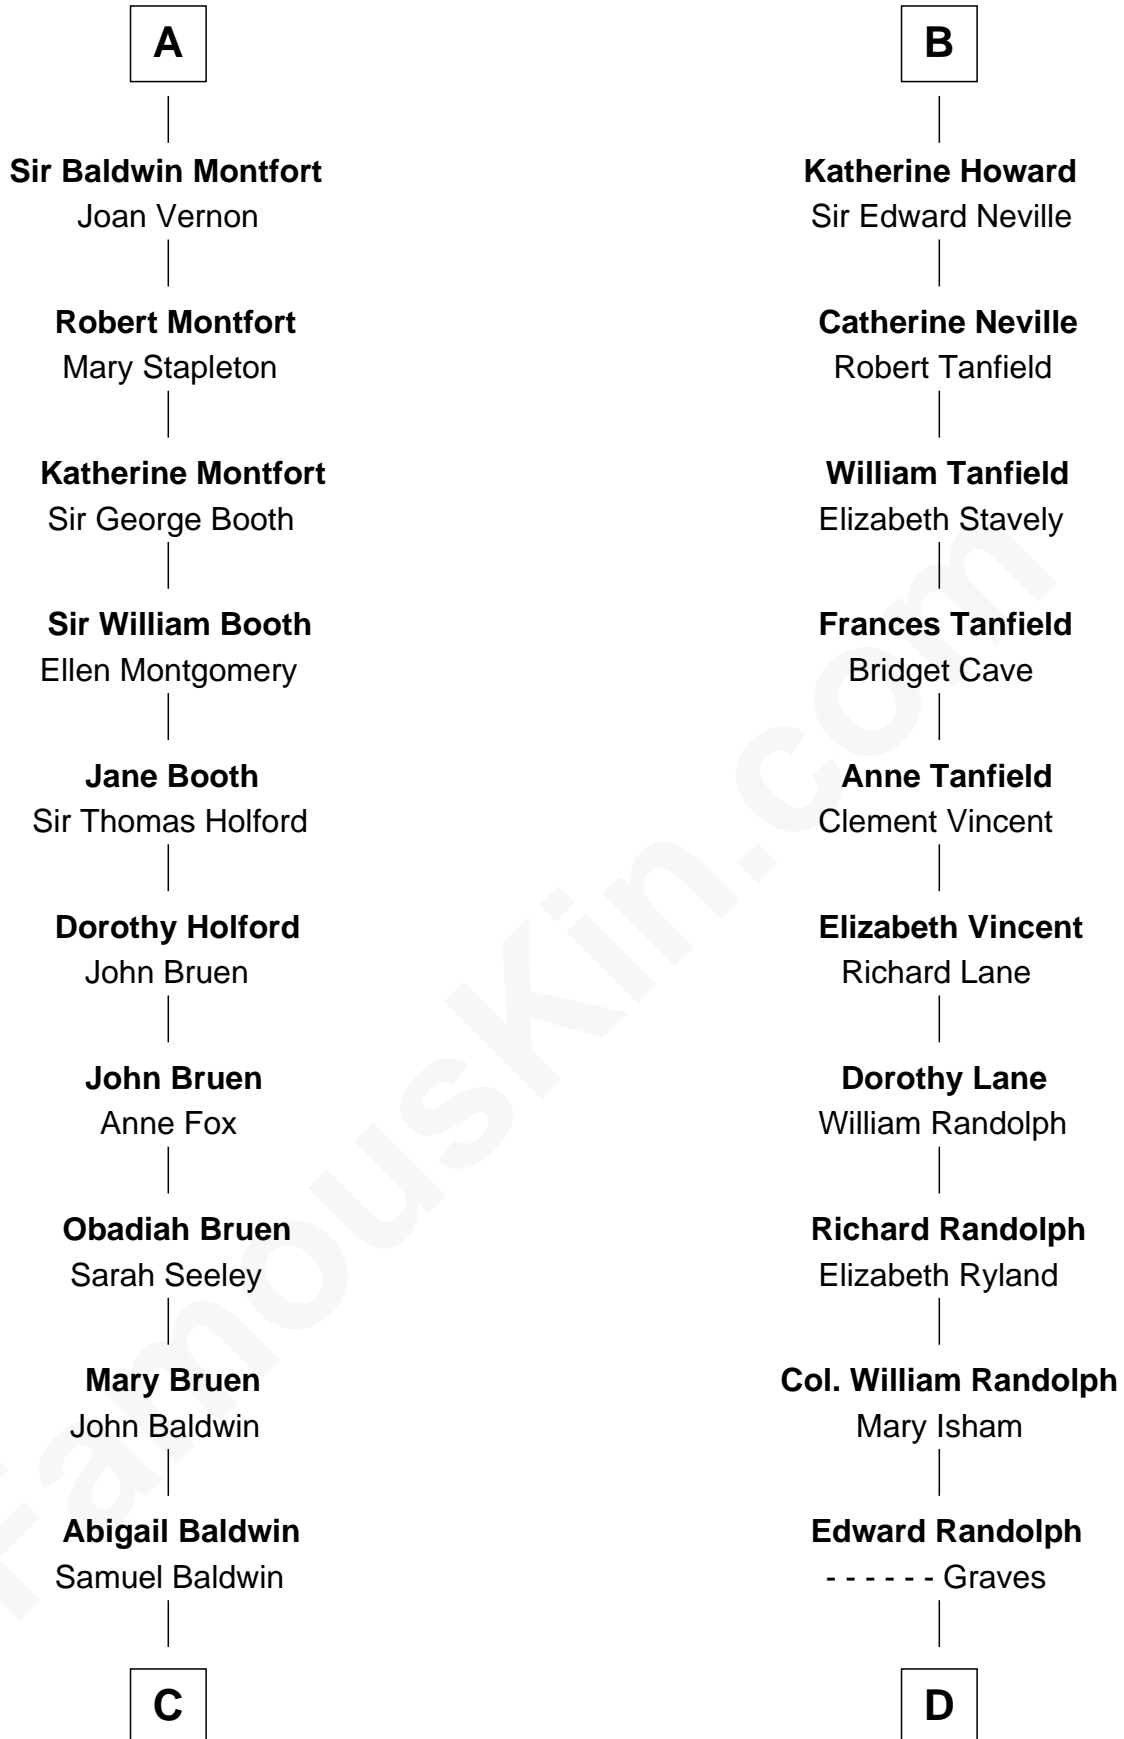 A
Sir Baldwin Montfort
Joan Vernon
Robert Montfort
Mary Stapleton
Katherine Montfort
Sir George Booth
Sir William Booth
Ellen Montgomery
Jane Booth
Sir Thomas Holford
Dorothy Holford
John Bruen
John Bruen
Anne Fox
Obadiah Bruen
Sarah Seeley
Mary Bruen
John Baldwin
Abigail Baldwin
Samuel Baldwin
C
B
Katherine Howard
Sir Edward Neville
Catherine Neville
Robert Tanfield
William Tanfield
Elizabeth Stavely
Frances Tanfield
Bridget Cave
Anne Tanfield
Clement Vincent
Elizabeth Vincent
Richard Lane
Dorothy Lane
William Randolph
Richard Randolph
Elizabeth Ryland
Col. William Randolph
Mary Isham
Edward Randolph
- - - - - - Graves
D
FamousKin.com